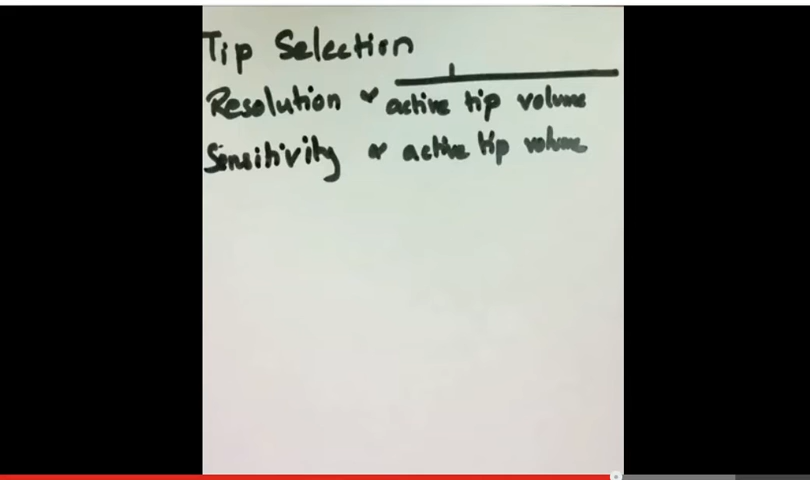 Tip Selection
1
Resolution ∝ active tip volume
Sensitivity ∝ active tip volume